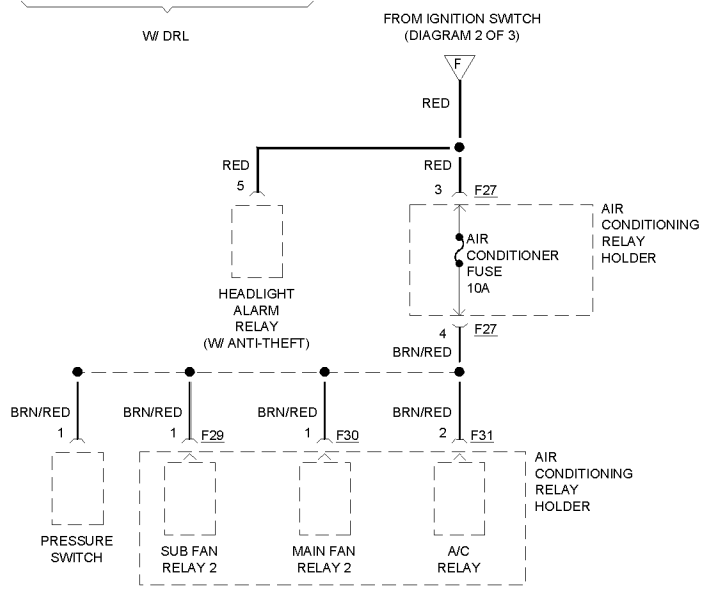 W/ DRL
FROM IGNITION SWITCH
(DIAGRAM 2 OF 3)
F
RED
RED
RED
5
3
F27
AIR
CONDITIONING
RELAY
HOLDER
AIR
CONDITIONER
FUSE
10A
HEADLIGHT
ALARM
RELAY
(W/ ANTI-THEFT)
4
F27
BRN/RED
BRN/RED
BRN/RED
BRN/RED
BRN/RED
1
1
F29
1
F30
2
F31
AIR
CONDITIONING
RELAY
HOLDER
PRESSURE
SWITCH
SUB FAN
RELAY 2
MAIN FAN
RELAY 2
A/C
RELAY